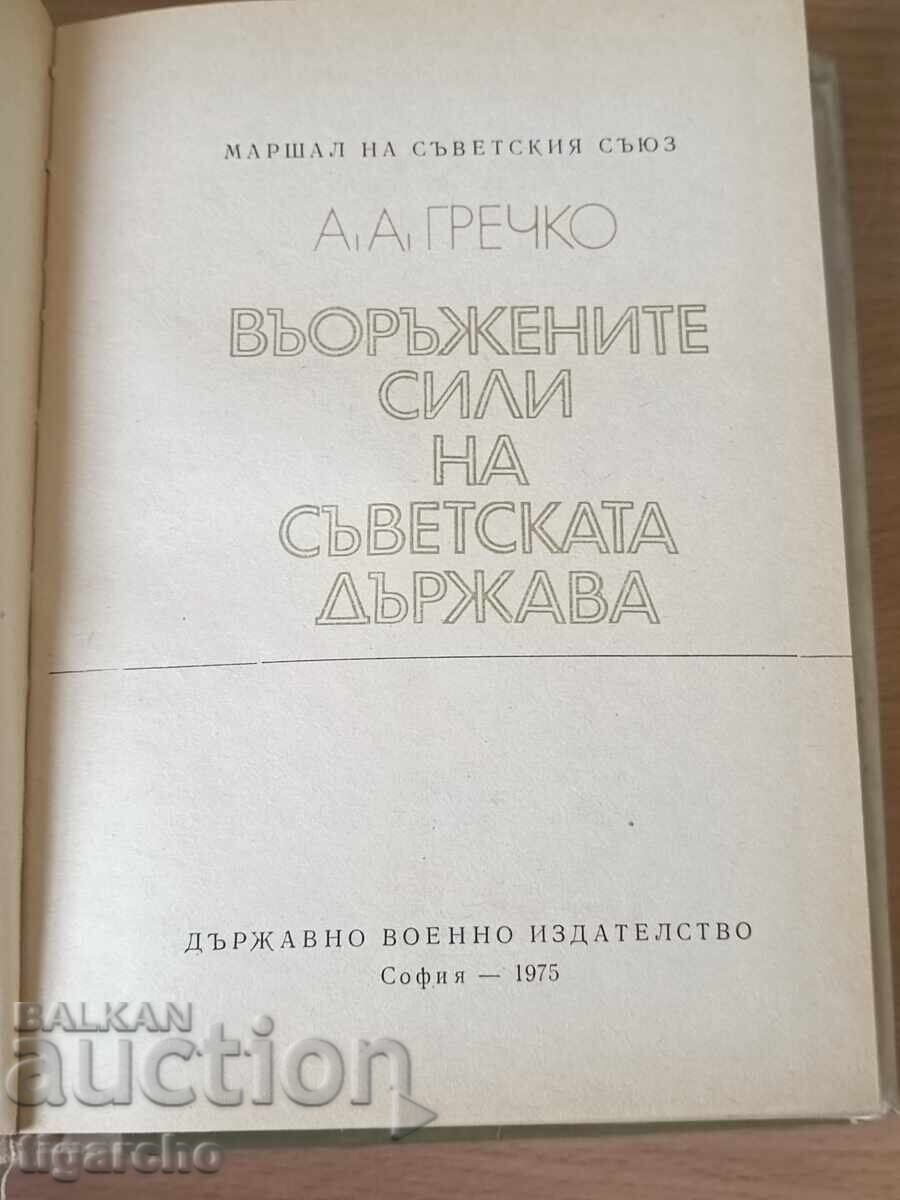 МАРШАЛ НА СЪВЕТСКИЯ СЪЮЗ
А. А. ГРЕЧКО
ВЪОРЪЖЕНИТЕ
СИЛИ
НА
СЪВЕТСКАТА
ДЪРЖАВА
ДЪРЖАВНО ВОЕННО ИЗДАТЕЛСТВО
София — 1975
BALKAN
auction
tigarcho